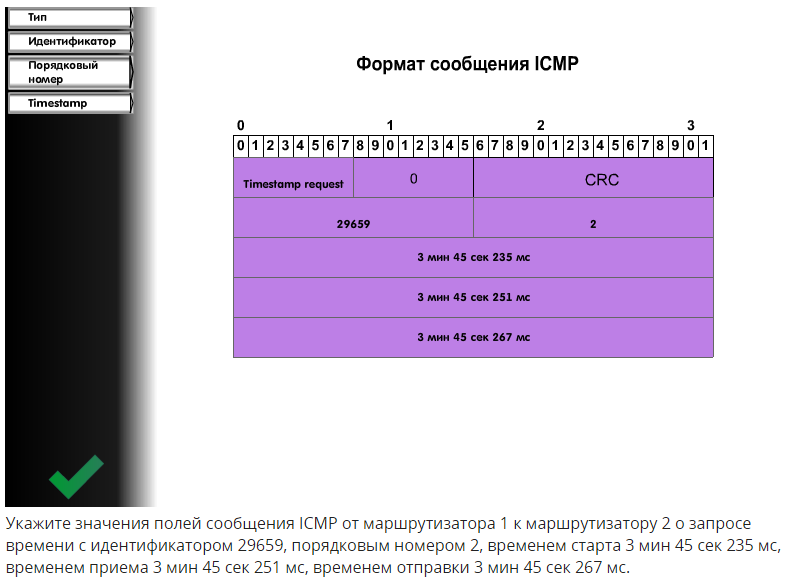 Тип
Идентификатор
Порядковый
номер
Timestamp
Формат сообщения ICMP
0 1 2 3
0 1 2 3 4 5 6 7 8 9 0 1 2 3 4 5 6 7 8 9 0 1 2 3 4 5 6 7 8 9 0 1
Timestamp request 0 CRC
29659 2
3 мин 45 сек 235 мс
3 мин 45 сек 251 мс
3 мин 45 сек 267 мс
Укажите значения полей сообщения ICMP от маршрутизатора 1 к маршрутизатору 2 о запросе
времени с идентификатором 29659, порядковым номером 2, временем старта 3 мин 45 сек 235 мс,
временем приема 3 мин 45 сек 251 мс, временем отправки 3 мин 45 сек 267 мс.